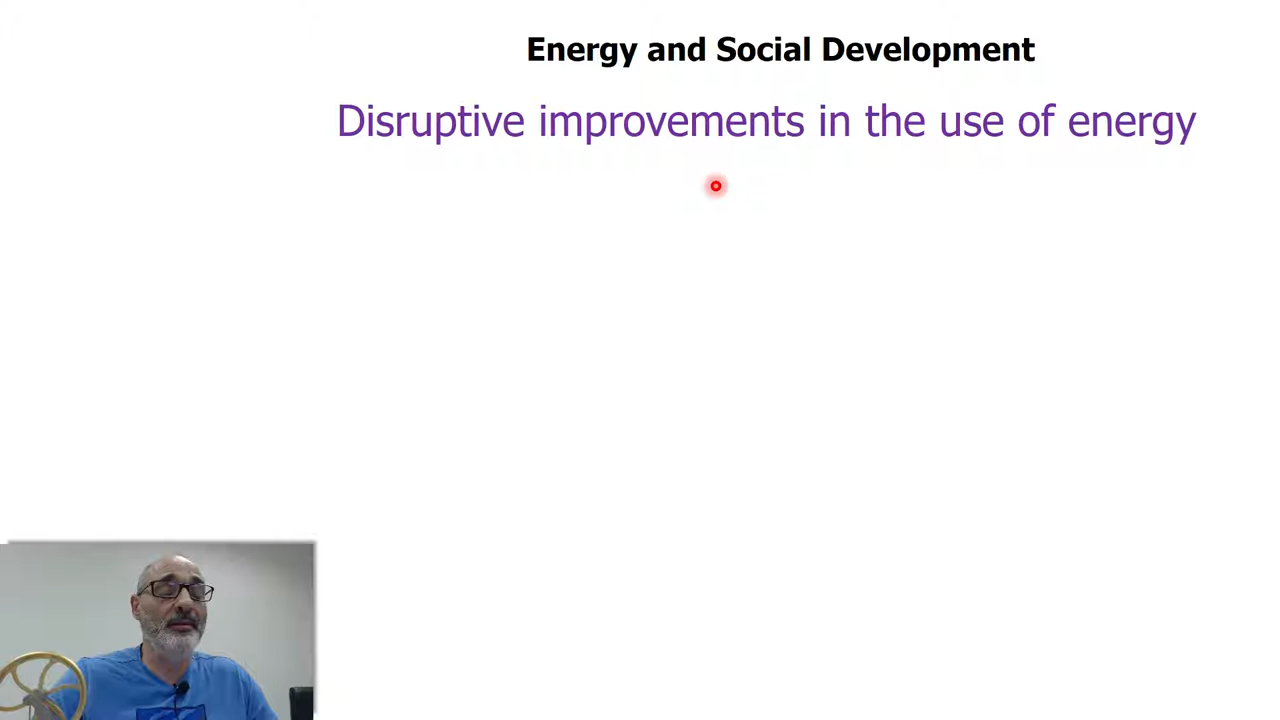 Energy and Social Development
Disruptive improvements in the use of energy